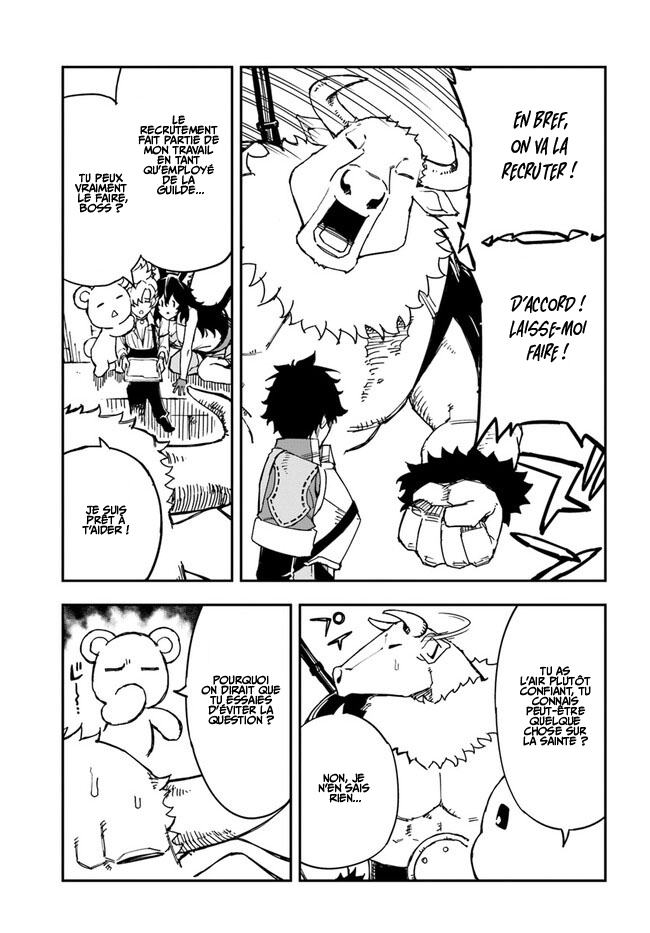 EN BREF,
ON VA LA
RECRUTER !
D'ACCORD !
LAISSE-MOI
FAIRE !
LE
RECRUTEMENT
FAIT PARTIE DE
MON TRAVAIL
EN TANT
QU'EMPLOYÉ
DE LA
GUILDE...
TU PEUX
VRAIMENT
LE FAIRE,
BOSS ?
JE SUIS
PRÊT À
T'AIDER !
TU AS
L'AIR PLUTÔT
CONFIANT, TU
CONNAIS
PEUT-ÊTRE
QUELQUE
CHOSE SUR
LA SAINTE ?
NON, JE
N'EN SAIS
RIEN...
POURQUOI
ON DIRAIT QUE
TU ESSAIES
D'ÉVITER LA
QUESTION ?